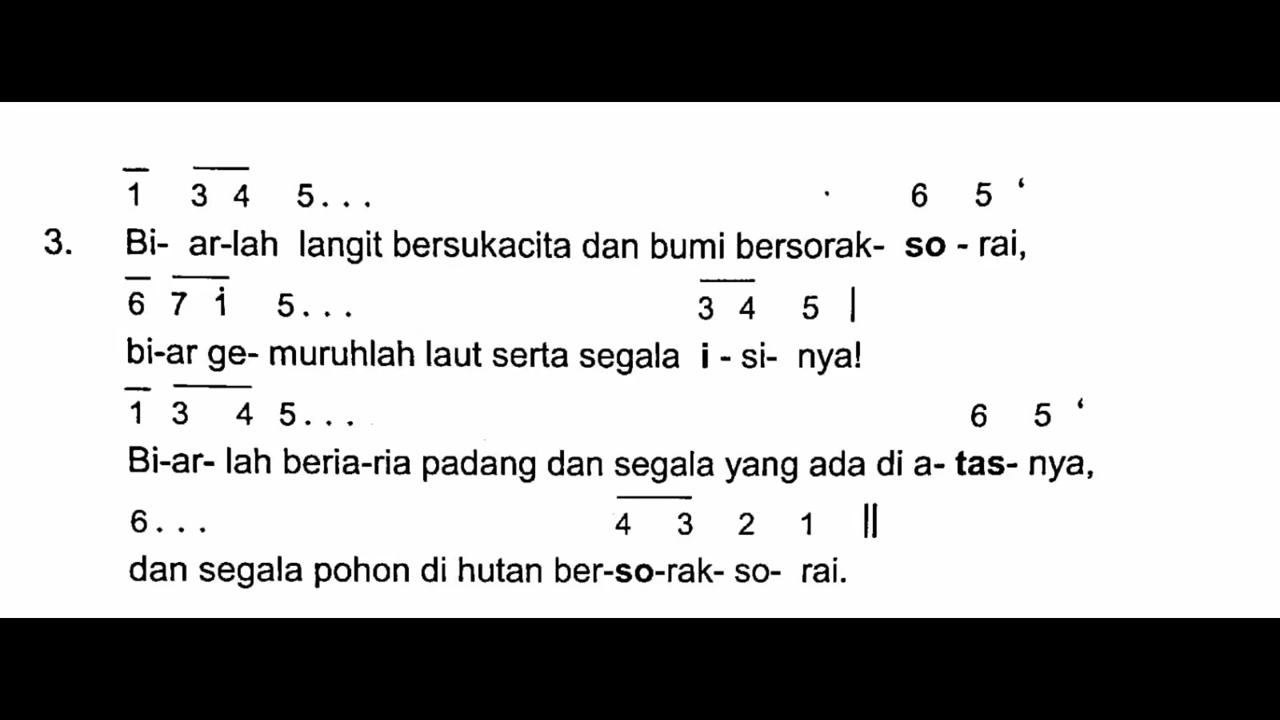 1 3 4 5... 6 5 ‘
3. Bi- ar-lah langit bersukacita dan bumi bersorak- so - rai,
6 7 i 5... 3 4 5 |
bi-ar ge- muruhlah laut serta segala i - si- nya!
1 3 4 5... 6 5 ‘
Bi-ar- lah beria-ria padang dan segala yang ada di a- tas- nya,
6... 4 3 2 1 ||
dan segala pohon di hutan ber-so-rak- so- rai.